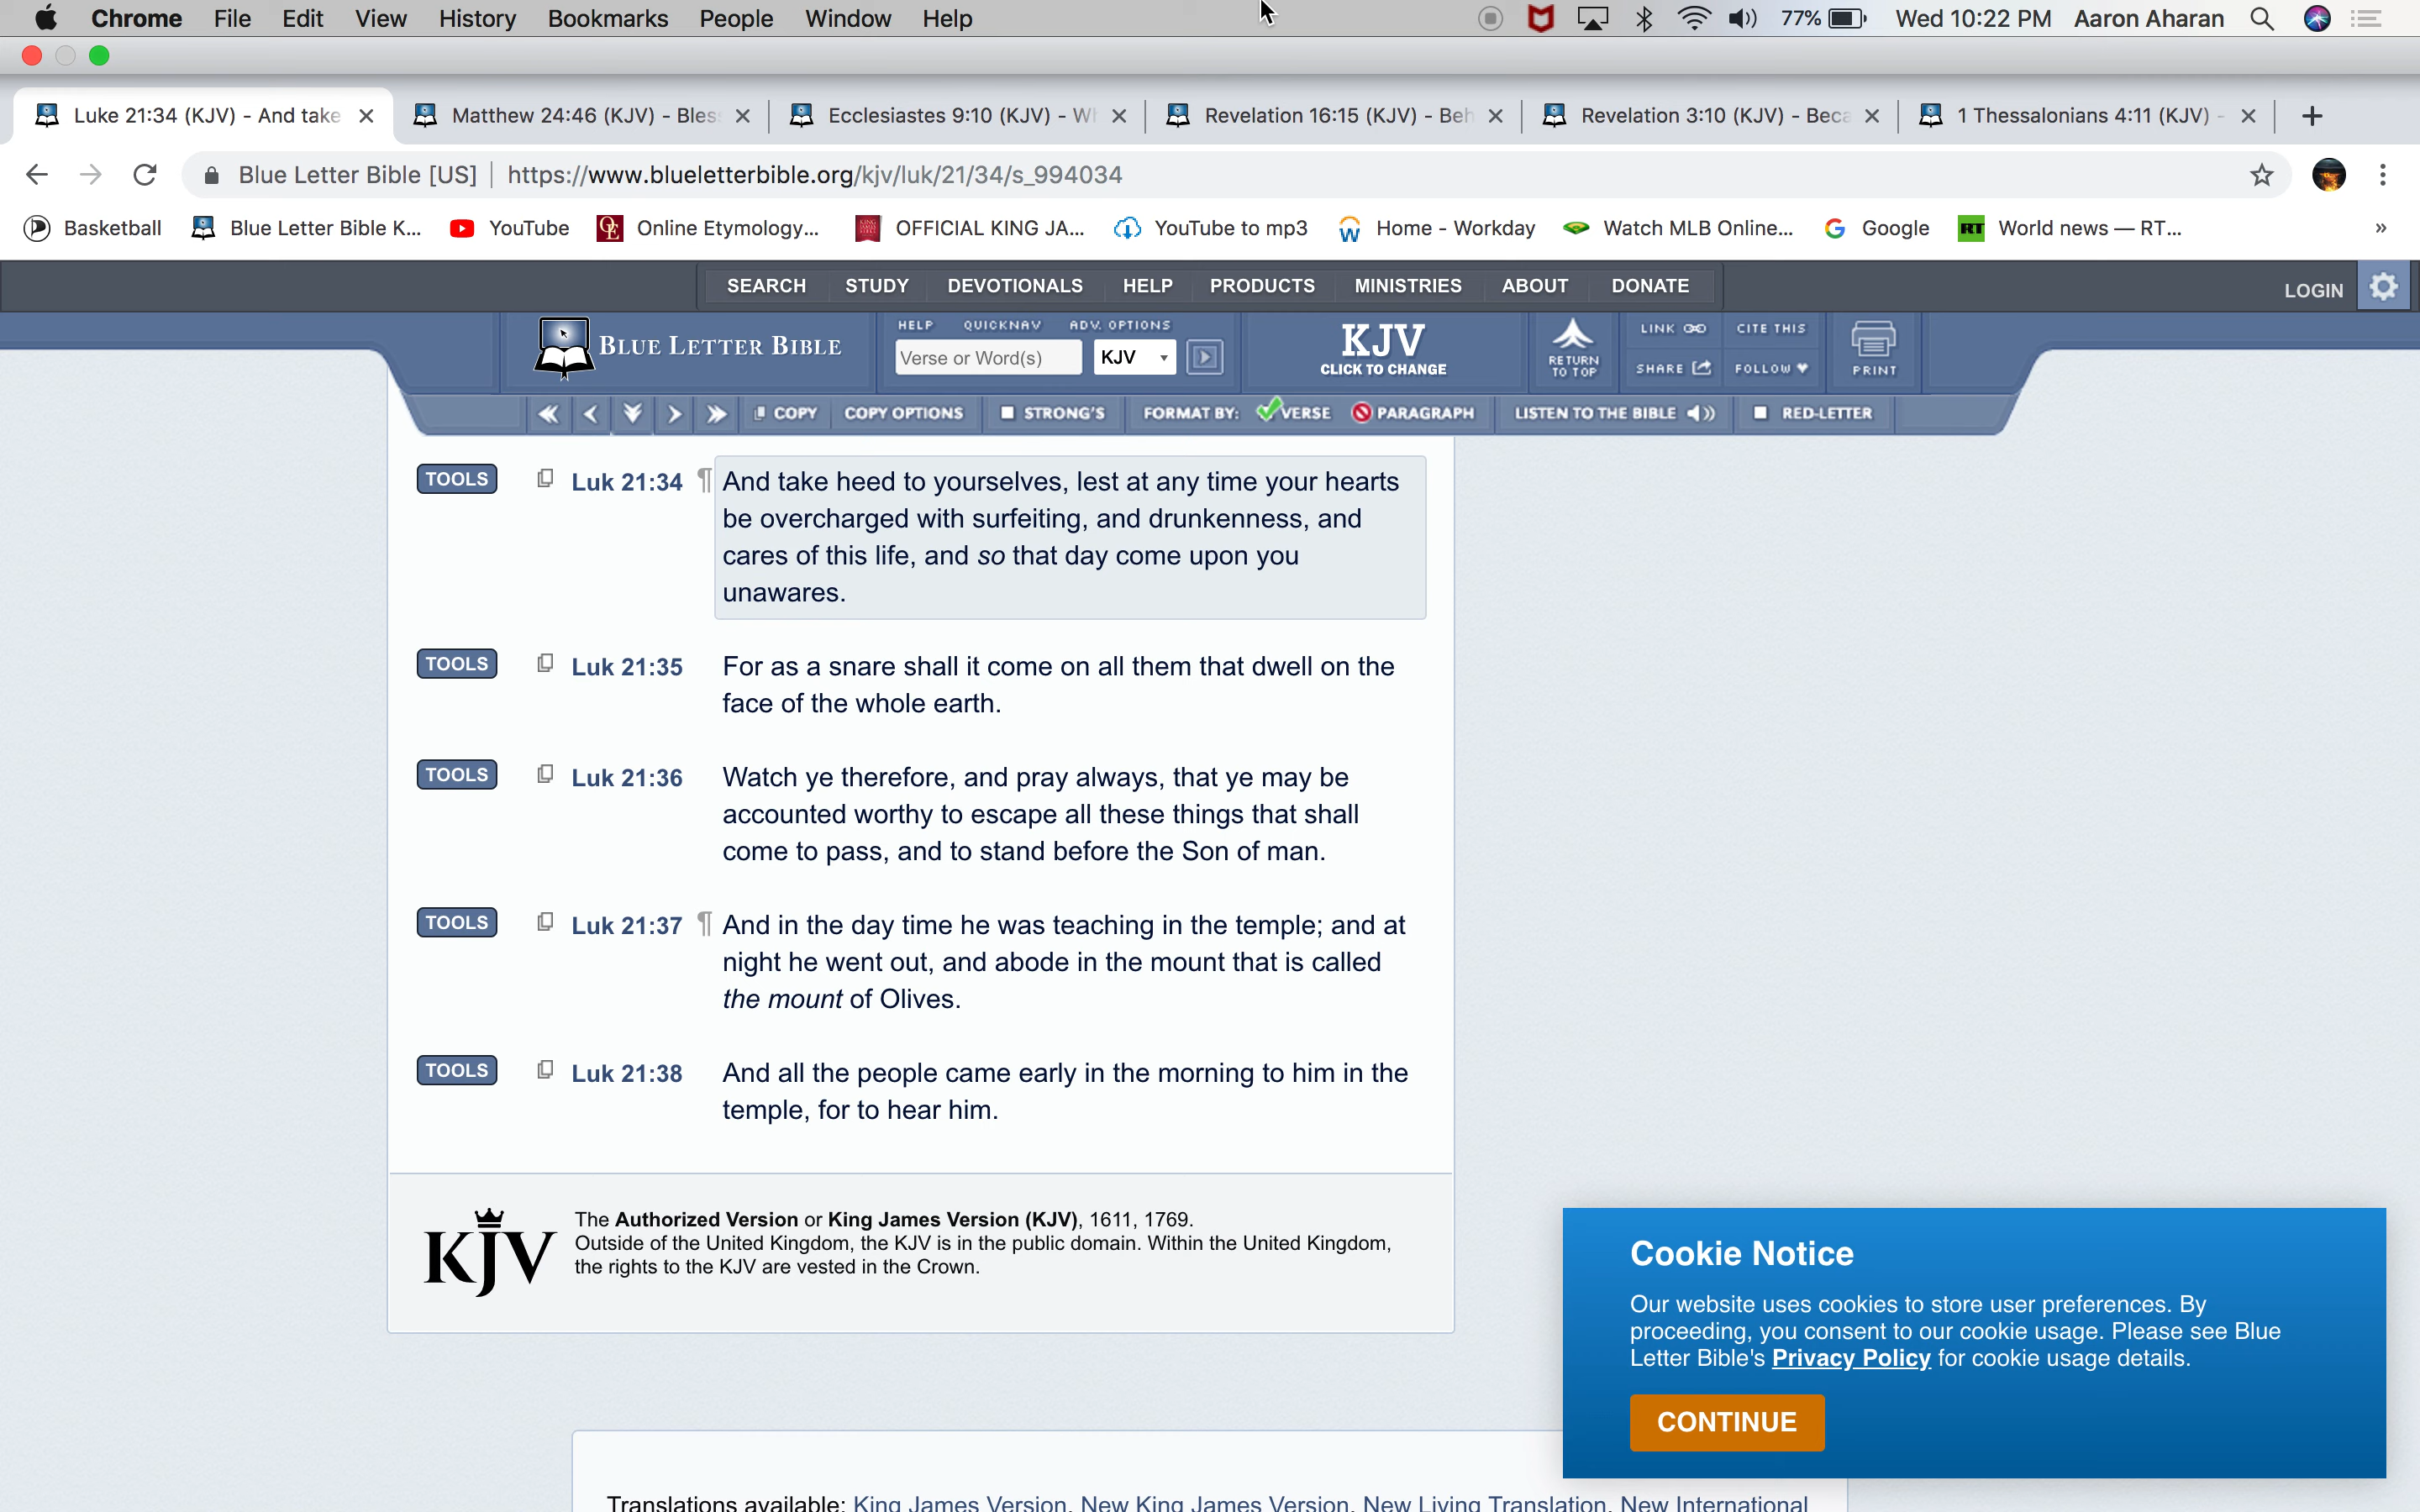 Chrome File Edit View History Bookmarks People Window Help 77% Wed 10:22 PM Aaron Aharan
Luke 21:34 (KJV) - And take Matthew 24:46 (KJV) - Bles Ecclesiastes 9:10 (KJV) - Wh Revelation 16:15 (KJV) - Beh Revelation 3:10 (KJV) - Beca 1 Thessalonians 4:11 (KJV) -
Blue Letter Bible [US] https://www.blueletterbible.org/kjv/luk/21/34/s_994034
Basketball Blue Letter Bible K... YouTube Online Etymology... OFFICIAL KING JA... YouTube to mp3 Home - Workday Watch MLB Online... Google RT World news — RT... »
SEARCH STUDY DEVOTIONALS HELP PRODUCTS MINISTRIES ABOUT DONATE LOGIN
HELP QUICKNAV ADV. OPTIONS
BLUE LETTER BIBLE
Verse or Word(s) KJV
KJV
CLICK TO CHANGE
RETURN
TO TOP
LINK CITE THIS
SHARE FOLLOW
PRINT
COPY COPY OPTIONS STRONG'S FORMAT BY: VERSE PARAGRAPH LISTEN TO THE BIBLE RED-LETTER
TOOLS Luk 21:34 ¶ And take heed to yourselves, lest at any time your hearts
be overcharged with surfeiting, and drunkenness, and
cares of this life, and so that day come upon you
unawares.
TOOLS Luk 21:35 For as a snare shall it come on all them that dwell on the
face of the whole earth.
TOOLS Luk 21:36 Watch ye therefore, and pray always, that ye may be
accounted worthy to escape all these things that shall
come to pass, and to stand before the Son of man.
TOOLS Luk 21:37 ¶ And in the day time he was teaching in the temple; and at
night he went out, and abode in the mount that is called
the mount of Olives.
TOOLS Luk 21:38 And all the people came early in the morning to him in the
temple, for to hear him.
KJV
The Authorized Version or King James Version (KJV), 1611, 1769.
Outside of the United Kingdom, the KJV is in the public domain. Within the United Kingdom,
the rights to the KJV are vested in the Crown.
Cookie Notice
Our website uses cookies to store user preferences. By
proceeding, you consent to our cookie usage. Please see Blue
Letter Bible's Privacy Policy for cookie usage details.
CONTINUE
Translations available: King James Version, New King James Version, New Living Translation, New International